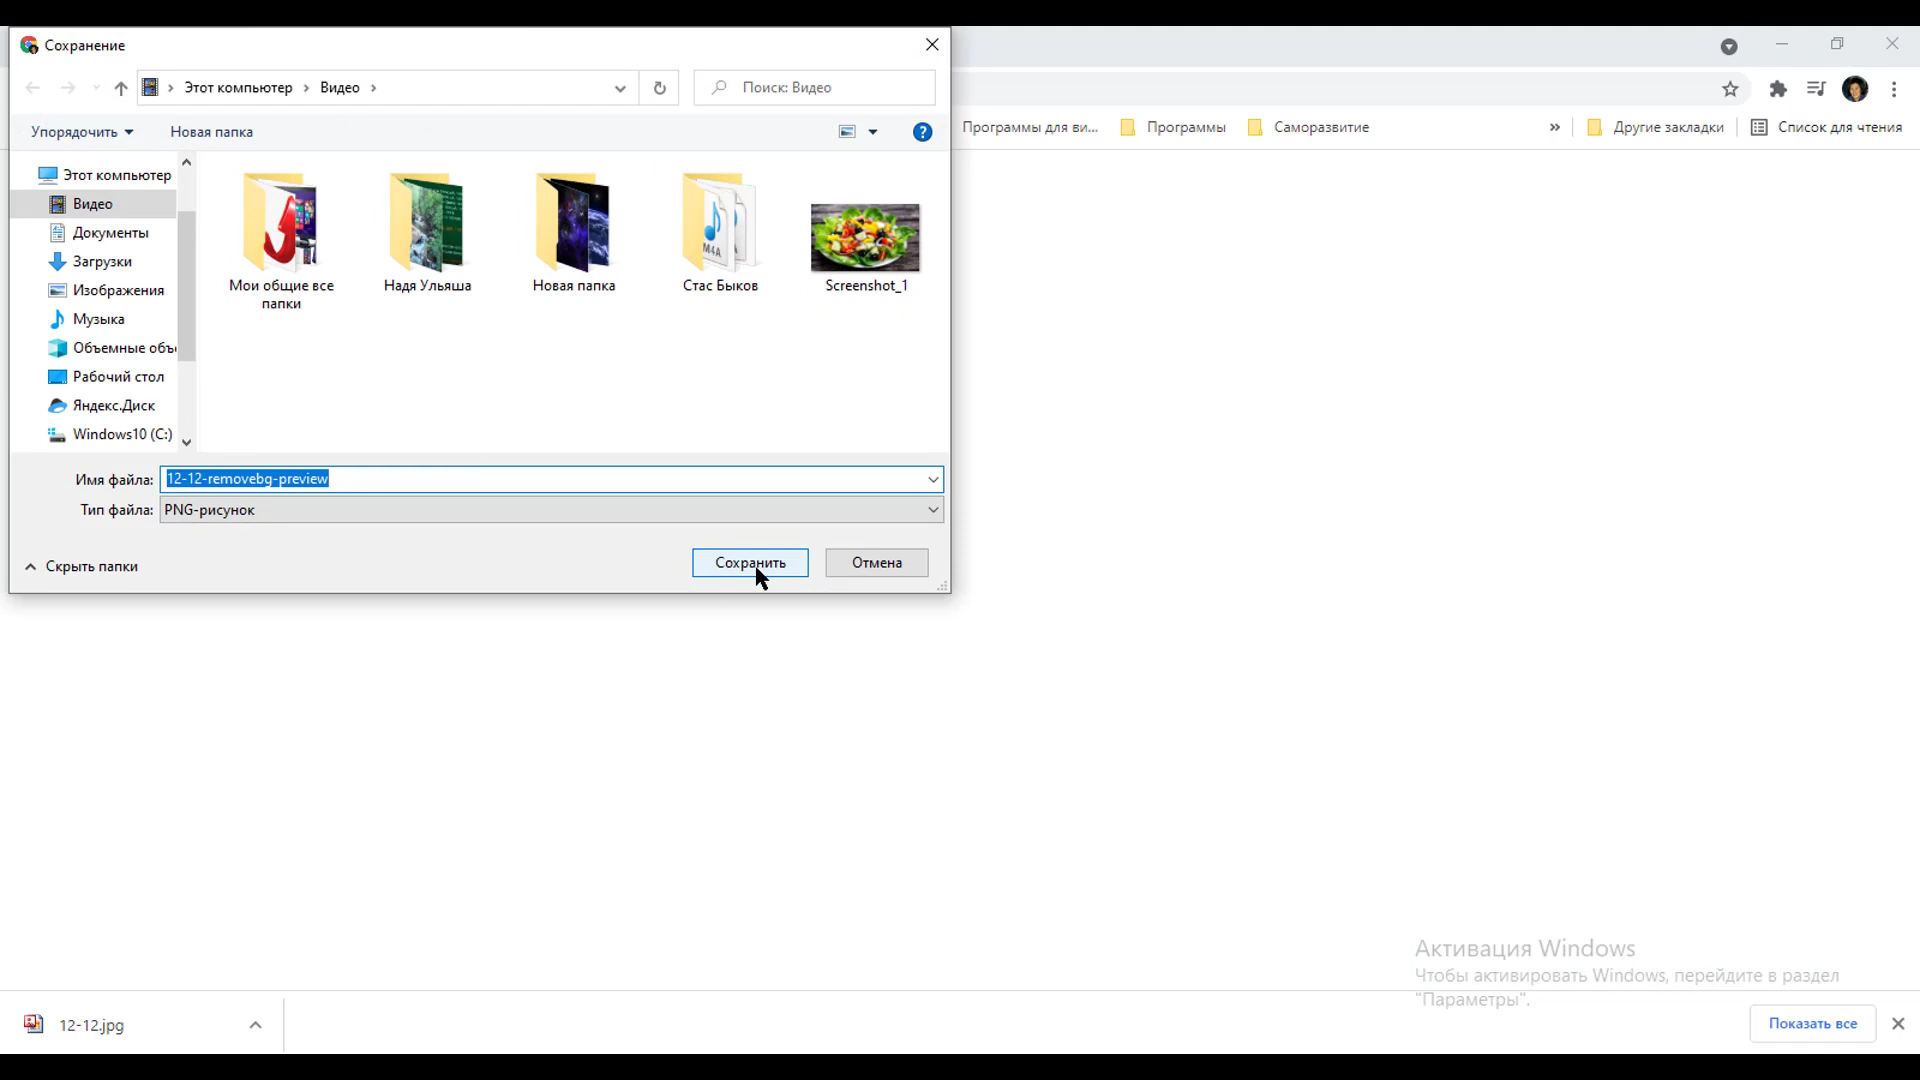 Сохранение
Этот компьютер
Видео
Поиск: Видео
Упорядочить
Новая папка
Программы для ви...
Программы
Саморазвитие
»
Другие закладки
Список для чтения
Этот компьютер
Видео
Документы
Загрузки
Изображения
Музыка
Объемные объ
Рабочий стол
Яндекс.Диск
Windows10 (C:)
Мои общие все
папки
Надя Ульяша
Новая папка
Стас Быков
Screenshot_1
Имя файла:
12-12-removebg-preview
Тип файла:
PNG-рисунок
Скрыть папки
Сохранить
Отмена
Активация Windows
Чтобы активировать Windows, перейдите в раздел
"Параметры".
12-12.jpg
Показать все